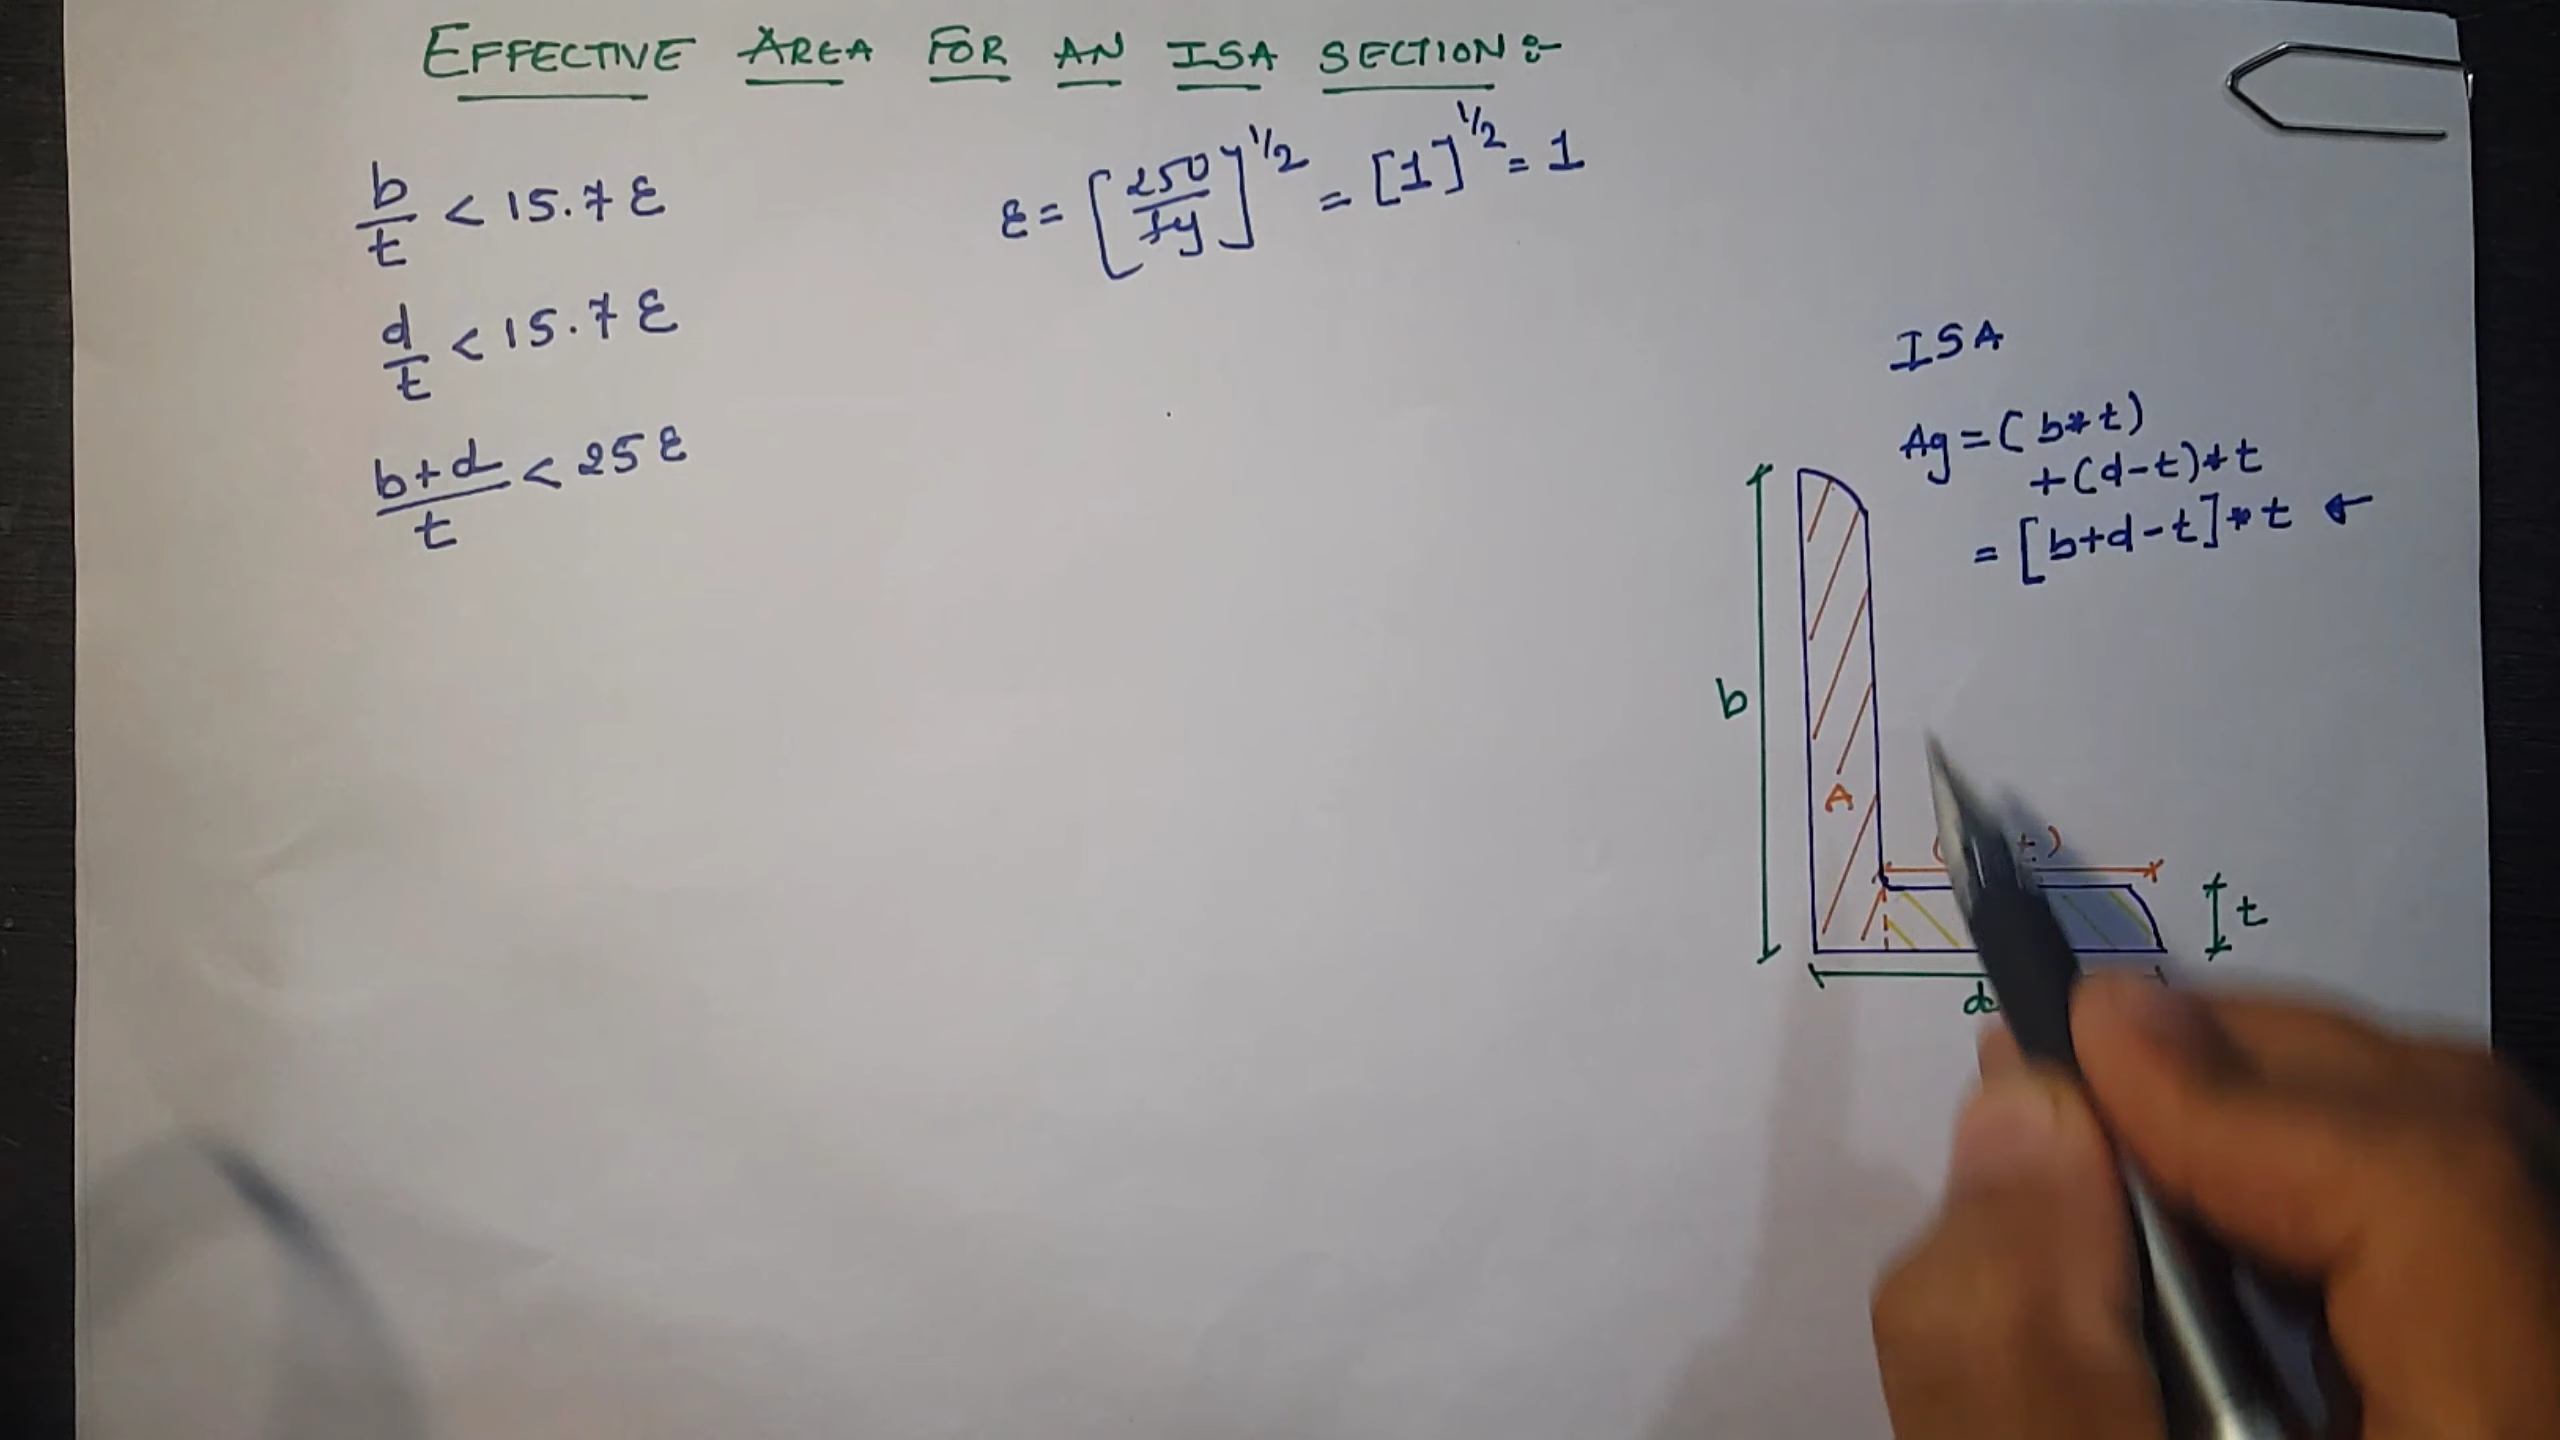 EFFECTIVE AREA FOR AN ISA SECTION :-
b/t < 15.7 ε
ε = [250/fy]^1/2 = [1]^1/2 = 1
d/t < 15.7 ε
b+d/t < 25 ε
ISA
Ag = (b*t)
+(d-t)*t
= [b+d-t]*t ←
b
A
t)
t
d